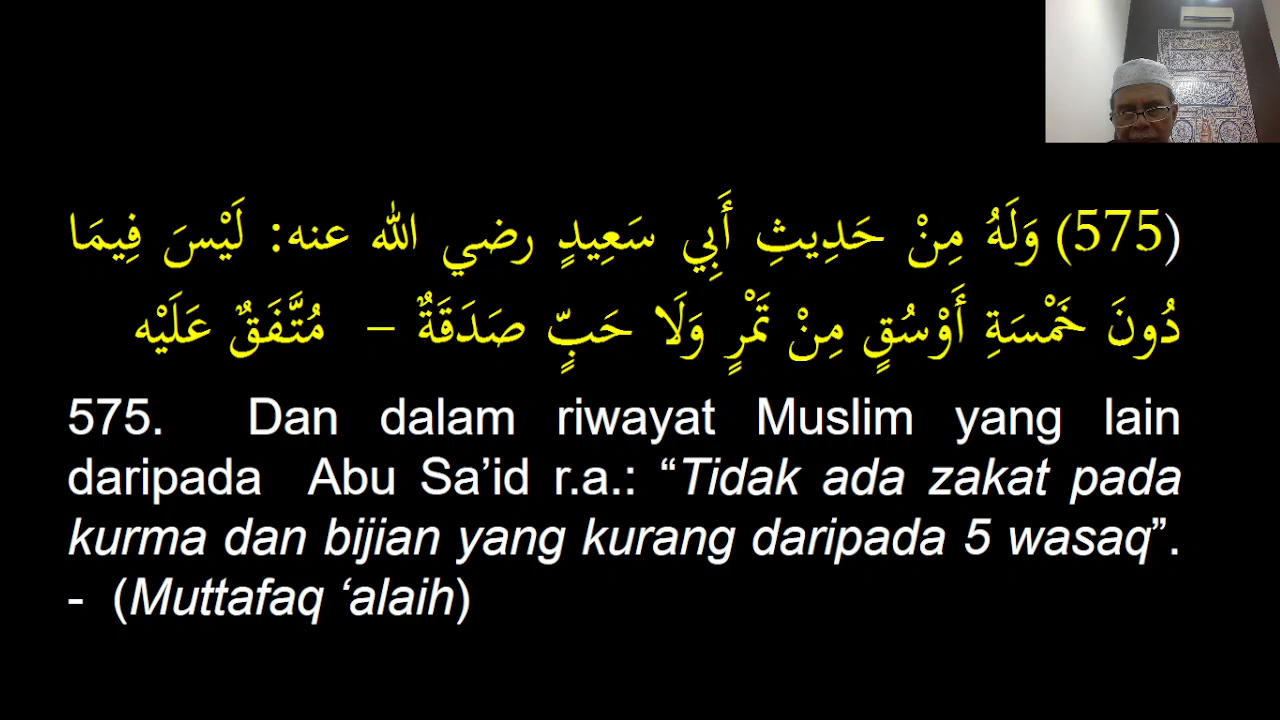 (575) وَلَهُ مِنْ حَدِيثِ أَبِي سَعِيدٍ رضي الله عنه: لَيْسَ فِيمَا
دُونَ خَمْسَةِ أَوْسُقٍ مِنْ تَمْرٍ وَلَا حَبٍّ صَدَقَةٌ – مُتَّفَقٌ عَلَيْه
575. Dan dalam riwayat Muslim yang lain
daripada Abu Sa’id r.a.: “Tidak ada zakat pada
kurma dan bijian yang kurang daripada 5 wasaq”.
- (Muttafaq ‘alaih)